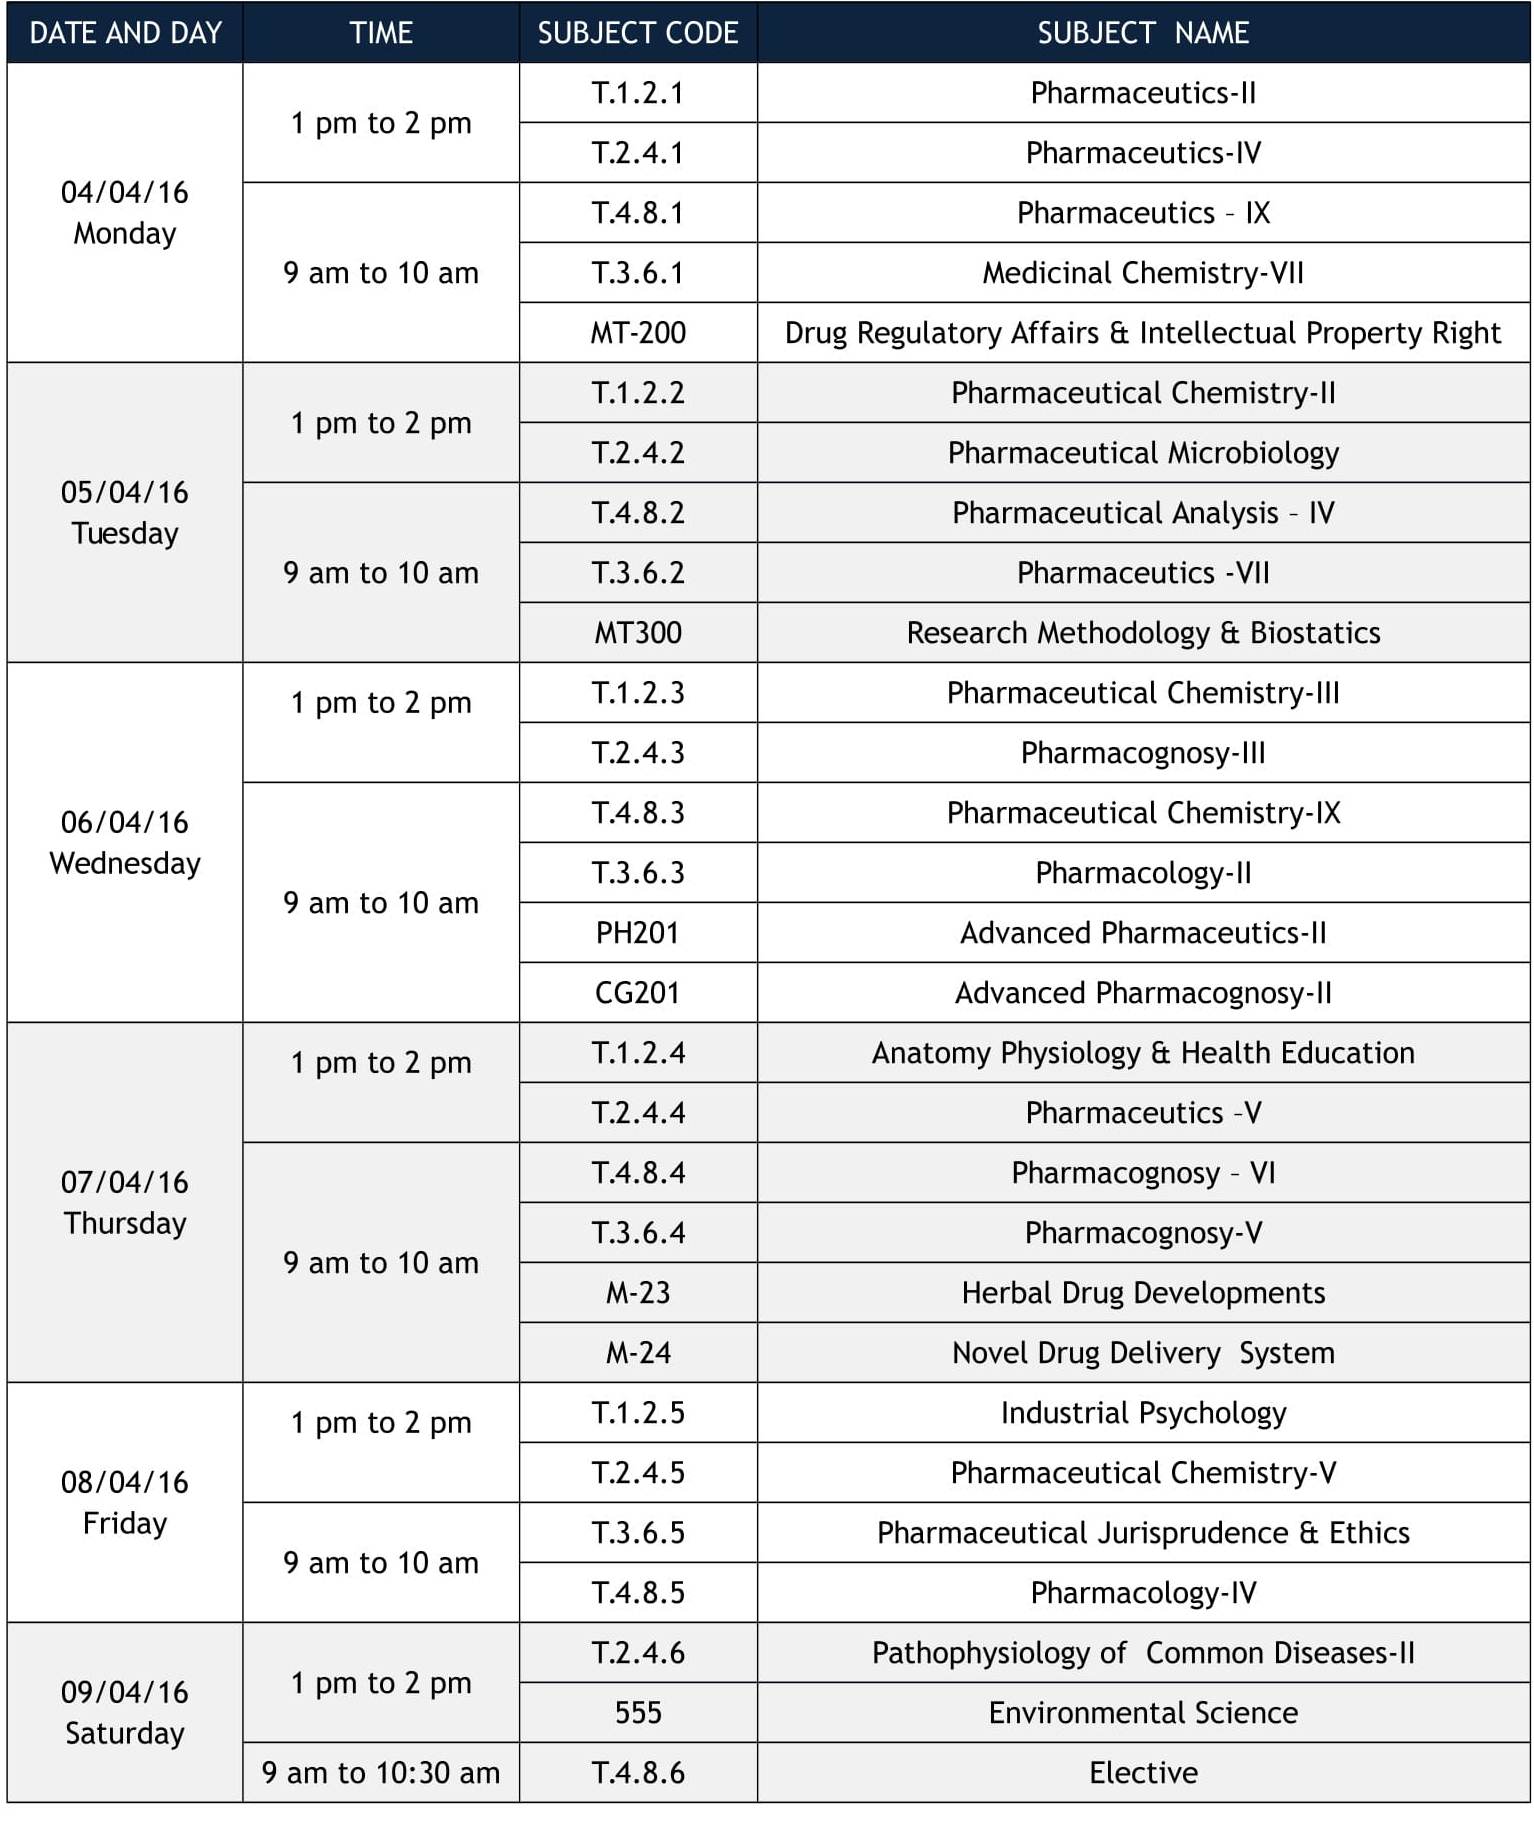 DATE AND DAY TIME SUBJECT CODE SUBJECT NAME
04/04/16
Monday
1 pm to 2 pm
T.1.2.1 Pharmaceutics-II
T.2.4.1 Pharmaceutics-IV
9 am to 10 am
T.4.8.1 Pharmaceutics – IX
T.3.6.1 Medicinal Chemistry-VII
MT-200 Drug Regulatory Affairs & Intellectual Property Right
05/04/16
Tuesday
1 pm to 2 pm
T.1.2.2 Pharmaceutical Chemistry-II
T.2.4.2 Pharmaceutical Microbiology
9 am to 10 am
T.4.8.2 Pharmaceutical Analysis – IV
T.3.6.2 Pharmaceutics -VII
MT300 Research Methodology & Biostatics
06/04/16
Wednesday
1 pm to 2 pm
T.1.2.3 Pharmaceutical Chemistry-III
T.2.4.3 Pharmacognosy-III
9 am to 10 am
T.4.8.3 Pharmaceutical Chemistry-IX
T.3.6.3 Pharmacology-II
PH201 Advanced Pharmaceutics-II
CG201 Advanced Pharmacognosy-II
07/04/16
Thursday
1 pm to 2 pm
T.1.2.4 Anatomy Physiology & Health Education
T.2.4.4 Pharmaceutics –V
9 am to 10 am
T.4.8.4 Pharmacognosy – VI
T.3.6.4 Pharmacognosy-V
M-23 Herbal Drug Developments
M-24 Novel Drug Delivery System
08/04/16
Friday
1 pm to 2 pm
T.1.2.5 Industrial Psychology
T.2.4.5 Pharmaceutical Chemistry-V
9 am to 10 am
T.3.6.5 Pharmaceutical Jurisprudence & Ethics
T.4.8.5 Pharmacology-IV
09/04/16
Saturday
1 pm to 2 pm
T.2.4.6 Pathophysiology of Common Diseases-II
555 Environmental Science
9 am to 10:30 am T.4.8.6 Elective